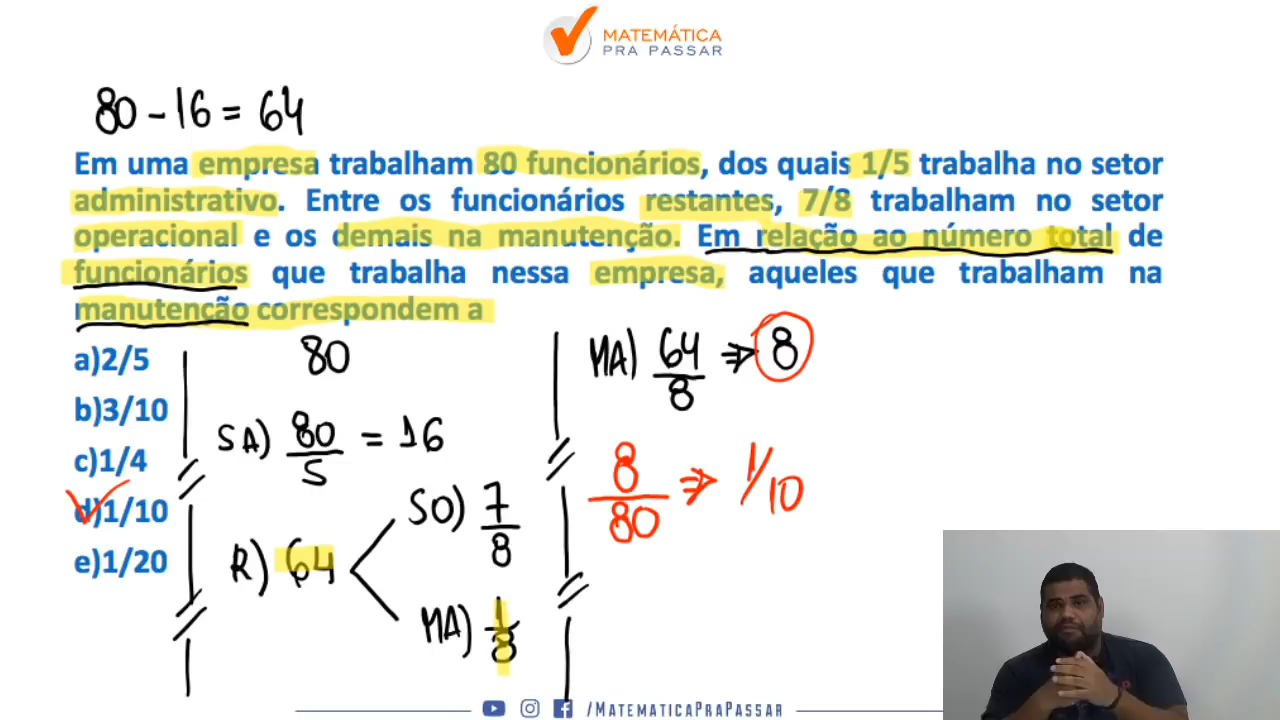 MATEMÁTICA
PRA PASSAR
80 - 16 = 64
Em uma empresa trabalham 80 funcionários, dos quais 1/5 trabalha no setor
administrativo. Entre os funcionários restantes, 7/8 trabalham no setor
operacional e os demais na manutenção. Em relação ao número total de
funcionários que trabalha nessa empresa, aqueles que trabalham na
manutenção correspondem a
a)2/5
b)3/10
c)1/4
d)1/10
e)1/20
80
SA) 80/5 = 16
R) 64
SO) 7/8
MA) 1/8
MA) 64/8 ⇒ 8
8/80 ⇒ 1/10
/MATEMATICAPRAPASSAR